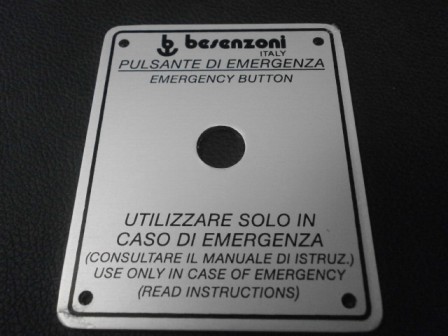 besenzoni
ITALY
PULSANTE DI EMERGENZA
EMERGENCY BUTTON
UTILIZZARE SOLO IN
CASO DI EMERGENZA
(CONSULTARE IL MANUALE DI ISTRUZ.)
USE ONLY IN CASE OF EMERGENCY
(READ INSTRUCTIONS)